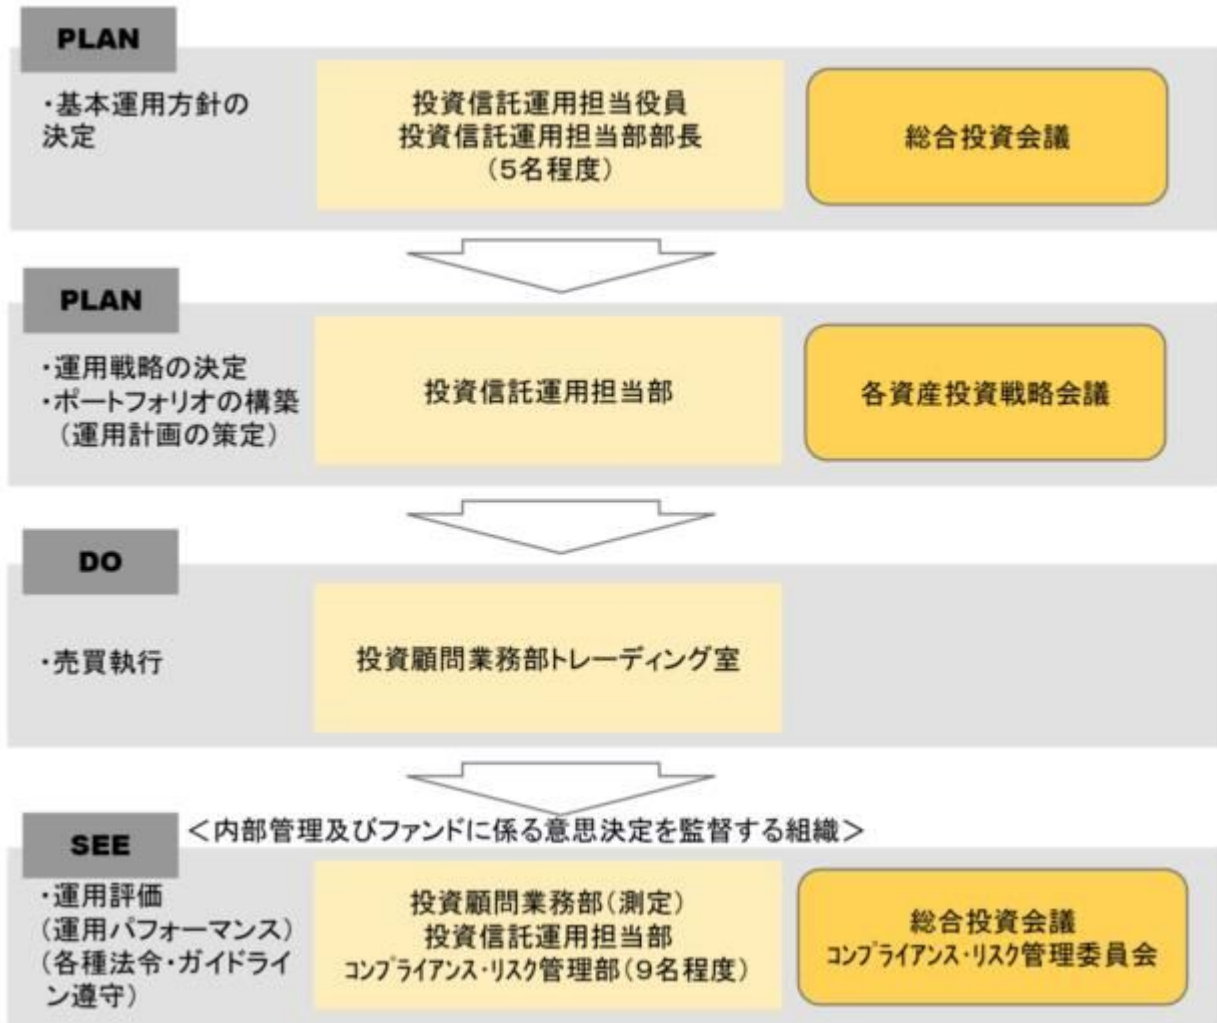 PLAN
・基本運用方針の
決定
投資信託運用担当役員
投資信託運用担当部部長
(5名程度)
総合投資会議
PLAN
・運用戦略の決定
・ポートフォリオの構築
(運用計画の策定)
投資信託運用担当部
各資産投資戦略会議
DO
・売買執行
投資顧問業務部トレーディング室
SEE
＜内部管理及びファンドに係る意思決定を監督する組織＞
・運用評価
(運用パフォーマンス)
(各種法令・ガイドライ
ン遵守)
投資顧問業務部(測定)
投資信託運用担当部
コンプライアンス・リスク管理部(9名程度)
総合投資会議
コンプライアンス・リスク管理委員会